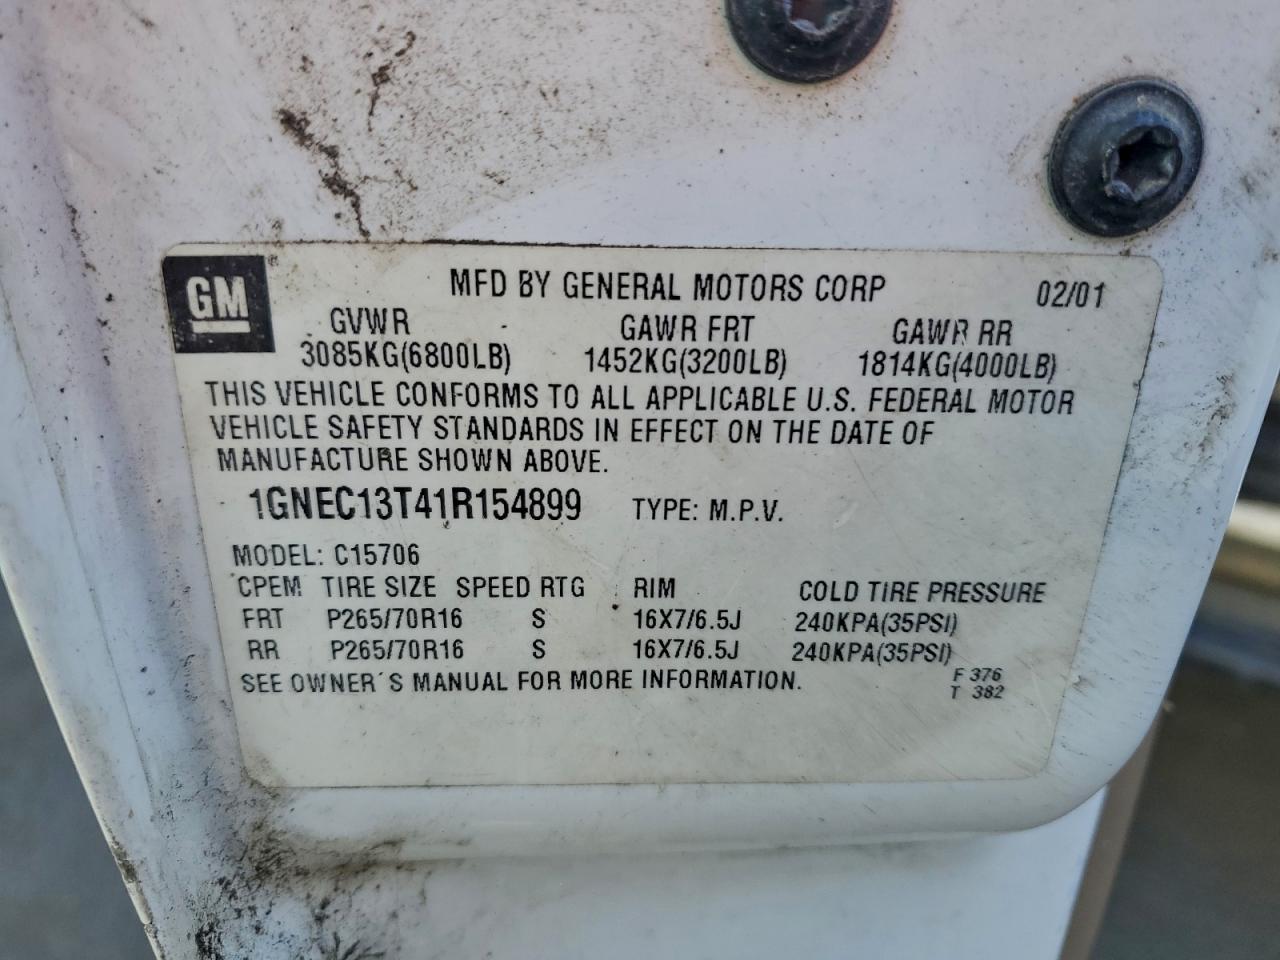 GM
MFD BY GENERAL MOTORS CORP 02/01
GVWR GAWR FRT GAWR RR
3085KG(6800LB) 1452KG(3200LB) 1814KG(4000LB)
THIS VEHICLE CONFORMS TO ALL APPLICABLE U.S. FEDERAL MOTOR
VEHICLE SAFETY STANDARDS IN EFFECT ON THE DATE OF
MANUFACTURE SHOWN ABOVE.
1GNEC13T41R154899 TYPE: M.P.V.
MODEL: C15706
CPEM TIRE SIZE SPEED RTG RIM COLD TIRE PRESSURE
FRT P265/70R16 S 16X7/6.5J 240KPA(35PSI)
RR P265/70R16 S 16X7/6.5J 240KPA(35PSI)
SEE OWNER'S MANUAL FOR MORE INFORMATION. F 376
T 382